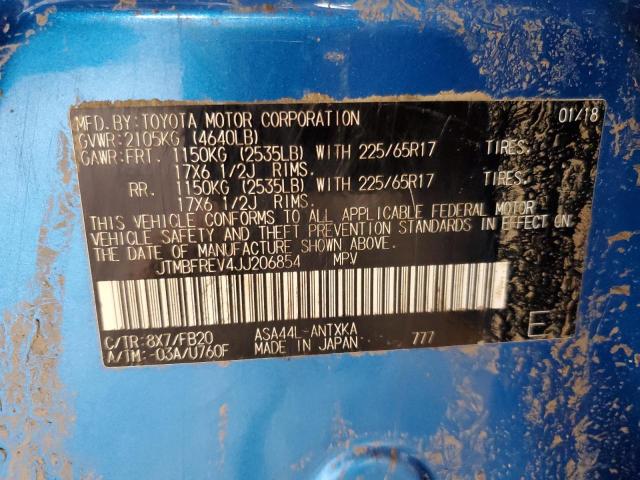 MFD. BY: TOYOTA MOTOR CORPORATION 01/18
GVWR: 2105KG (4640LB)
GAWR: FRT. 1150KG (2535LB) WITH 225/65R17 TIRES,
17X6 1/2J RIMS.
RR. 1150KG (2535LB) WITH 225/65R17 TIRES,
17X6 1/2J RIMS.
THIS VEHICLE CONFORMS TO ALL APPLICABLE FEDERAL MOTOR
VEHICLE SAFETY AND THEFT PREVENTION STANDARDS IN EFFECT ON
THE DATE OF MANUFACTURE SHOWN ABOVE.
JTMBFREV4JJ206854 MPV
C/TR: 8X7/FB20 ASA44L-ANTXKA 777 E
A/TM: -03A/U760F MADE IN JAPAN